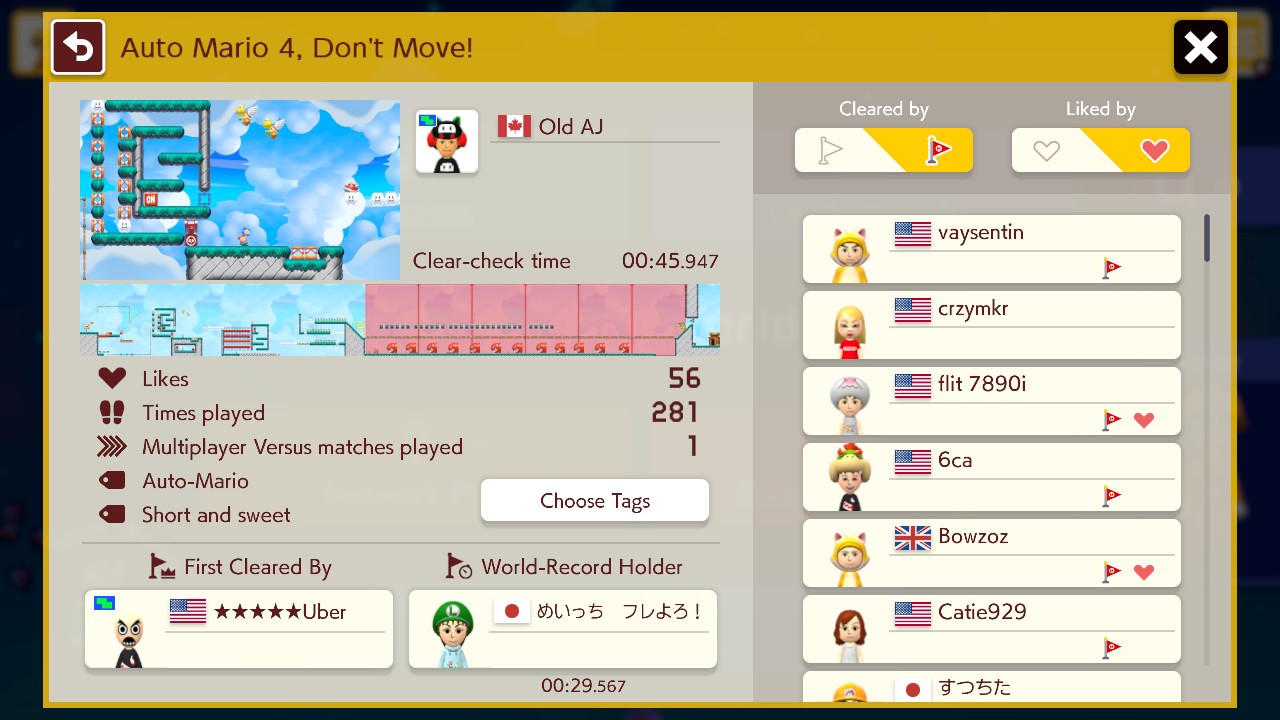 Auto Mario 4, Don't Move!
Old AJ
Clear-check time 00:45.947
ON
Likes 56
Times played 281
Multiplayer Versus matches played 1
Auto-Mario
Short and sweet
Choose Tags
First Cleared By
★★★★★Uber
World-Record Holder
めいっち フレよろ！
00:29.567
Cleared by
Liked by
vaysentin
crzymkr
flit 7890i
6ca
Bowzoz
Catie929
すつちた